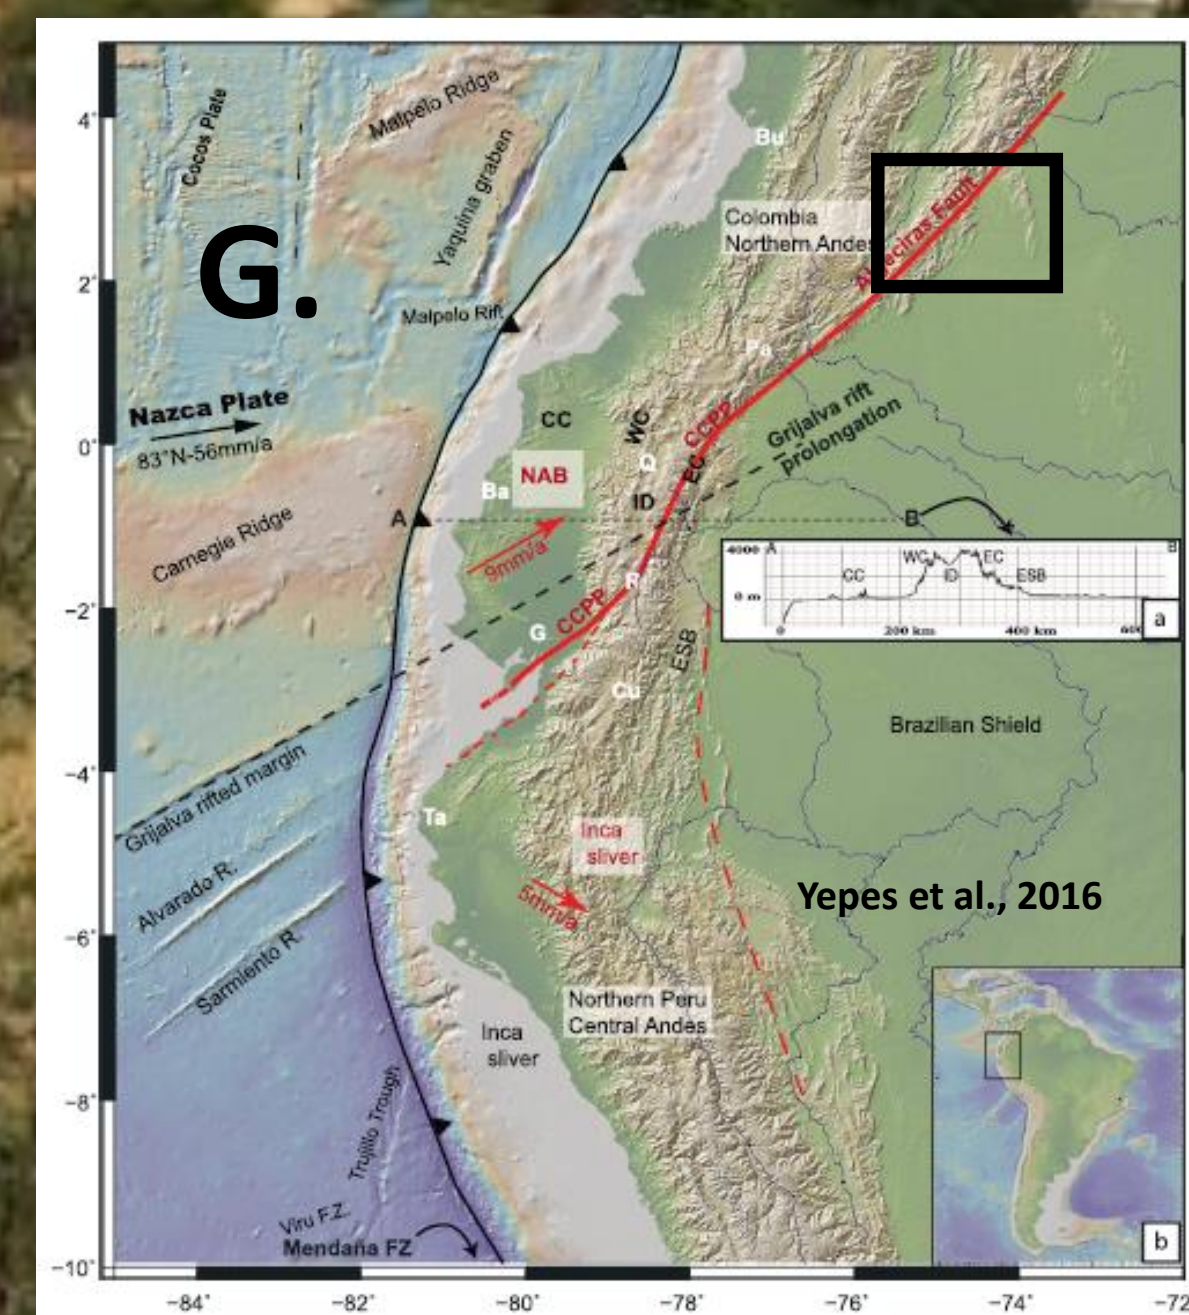 G.
Cocos Plate
Malpelo Ridge
Yaquina graben
Malpelo Rift
Bu
Colombia
Northern Andes
Algeciras Fault
Pa
Nazca Plate
83°N-56mm/a
CC
WC
CCPP
Grijalva rift
prolongation
Q
EC
NAB
Ba
ID
Carnegie Ridge
A
B
9mm/a
4000
A
B
WC
EC
CC
ID
ESB
0 m
0
200 km
400 km
a
R
CCPP
G
ESB
Cu
Brazilian Shield
Grijalva rifted margin
Ta
Inca
sliver
Alvarado R.
5mm/a
Yepes et al., 2016
Sarmiento R.
Northern Peru
Central Andes
Inca
sliver
Trujillo Trough
Viru F.Z.
Mendaña FZ
b
4°
2°
0°
−2°
−4°
−6°
−8°
−10°
−84°
−82°
−80°
−78°
−76°
−74°
−72